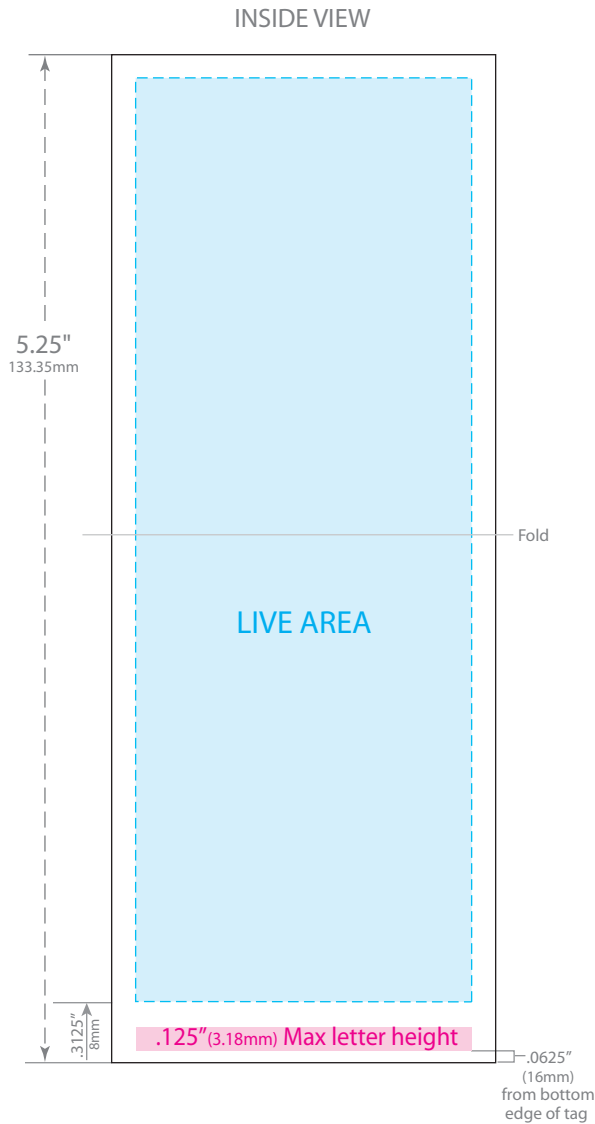 INSIDE VIEW
5.25"
133.35mm
Fold
LIVE AREA
.3125"
8mm
.125"(3.18mm) Max letter height
.0625"
(16mm)
from bottom
edge of tag